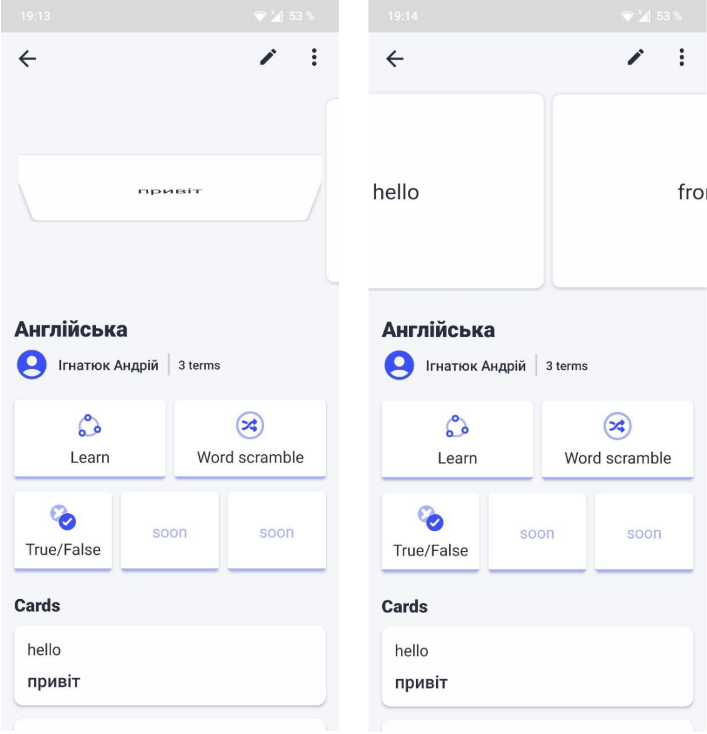 19:13 53 %
привіт
Англійська
Ігнатюк Андрій 3 terms
Learn Word scramble
True/False soon soon
Cards
hello
привіт
19:14 53 %
hello
Англійська
Ігнатюк Андрій 3 terms
Learn Word scramble
True/False soon soon
Cards
hello
привіт